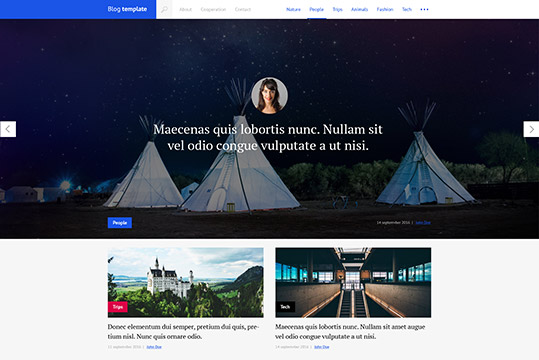 Blog template
About Cooperation Contact
Nature People Trips Animals Fashion Tech
Maecenas quis lobortis nunc. Nullam sit
vel odio congue vulputate a ut nisi.
People
14 september 2016 | John Doe
Trips
Tech
Donec elementum dui semper, pretium dui quis, pre-
tium nisl. Nunc quis ornare odio.
12 september 2016 | John Doe
Maecenas quis lobortis nunc. Nullam sit amet augue
vel odio congue vulputate a ut nisi.
14 september 2016 | John Doe